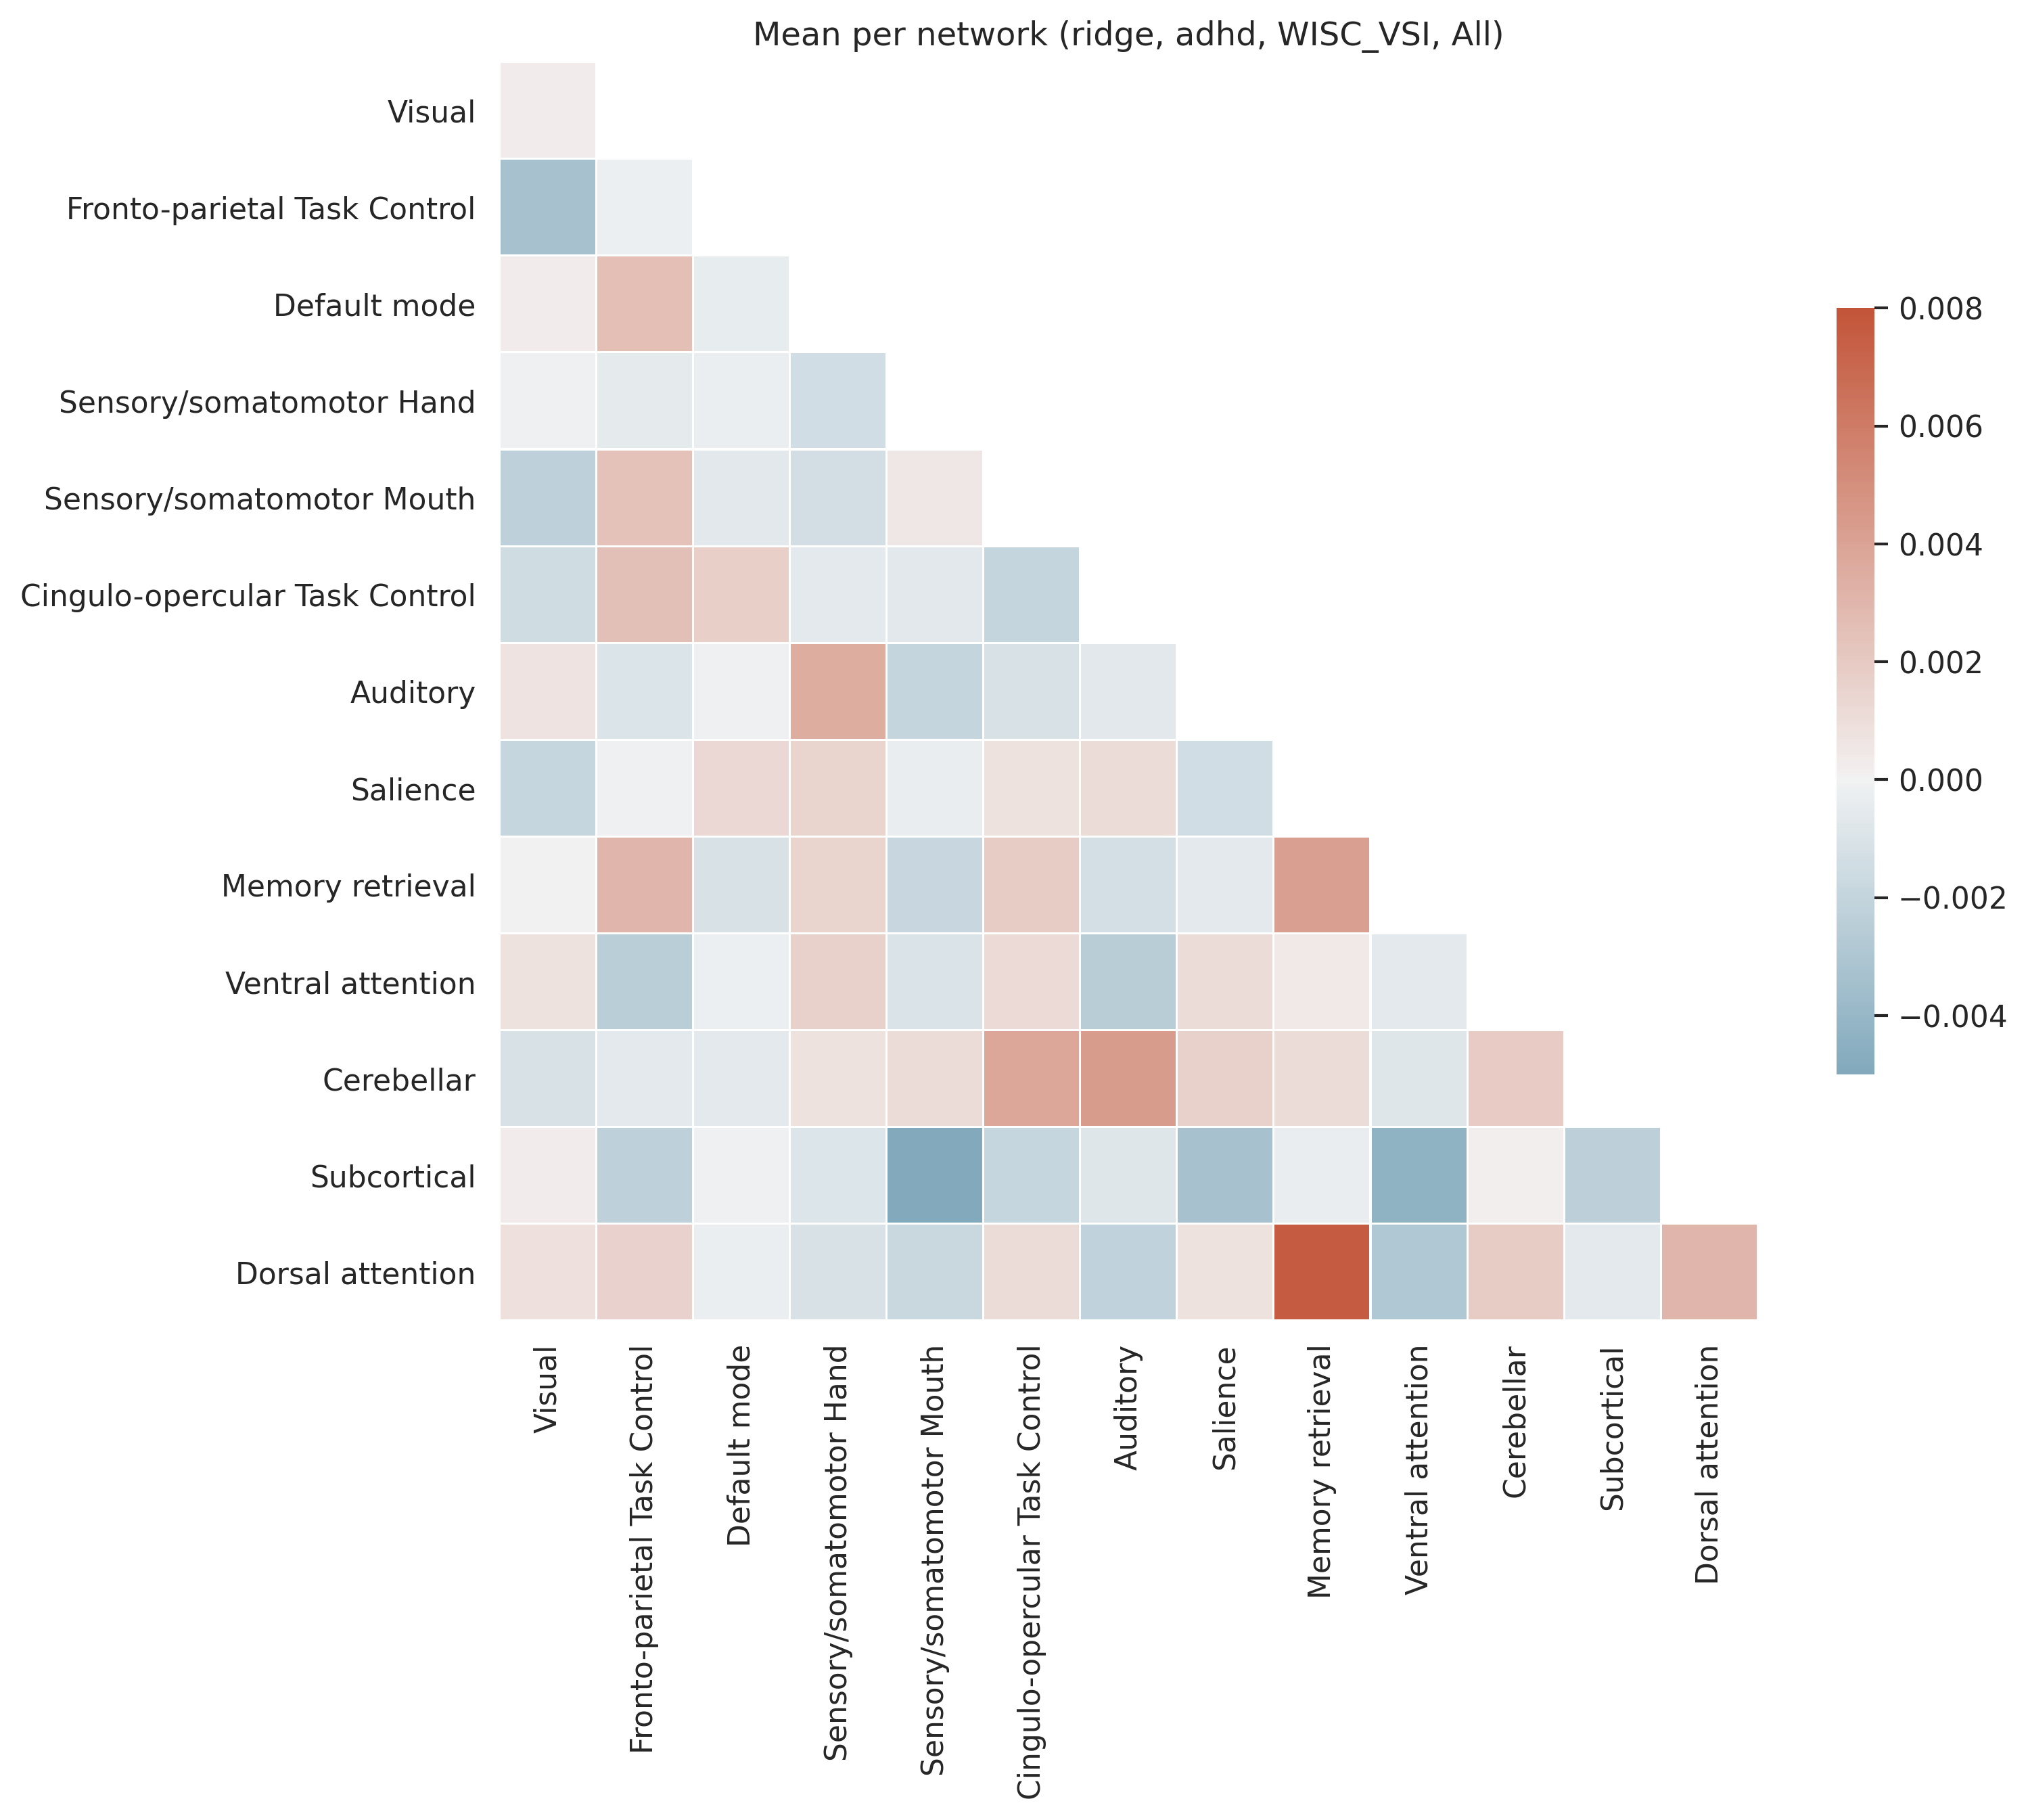 Mean per network (ridge, adhd, WISC_VSI, All)
Visual
Fronto-parietal Task Control
Default mode
Sensory/somatomotor Hand
Sensory/somatomotor Mouth
Cingulo-opercular Task Control
Auditory
Salience
Memory retrieval
Ventral attention
Cerebellar
Subcortical
Dorsal attention
Visual
Fronto-parietal Task Control
Default mode
Sensory/somatomotor Hand
Sensory/somatomotor Mouth
Cingulo-opercular Task Control
Auditory
Salience
Memory retrieval
Ventral attention
Cerebellar
Subcortical
Dorsal attention
0.008
0.006
0.004
0.002
0.000
−0.002
−0.004